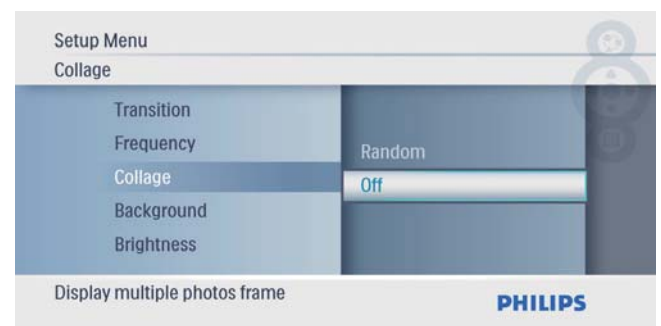 Setup Menu
Collage
Transition
Frequency
Collage
Background
Brightness
Random
Off
Display multiple photos frame
PHILIPS